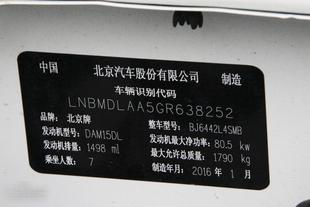 中国 北京汽车股份有限公司 制造
车辆识别代码
LNBMDLAA5GR638252
品牌：北京牌 整车型号：BJ6442L4SMB
发动机型号：DAM15DL 发动机最大净功率：80.5 kw
发动机排量：1498 ml 最大允许总质量：1790 kg
乘坐人数：7 制造年月：2016 年 1 月